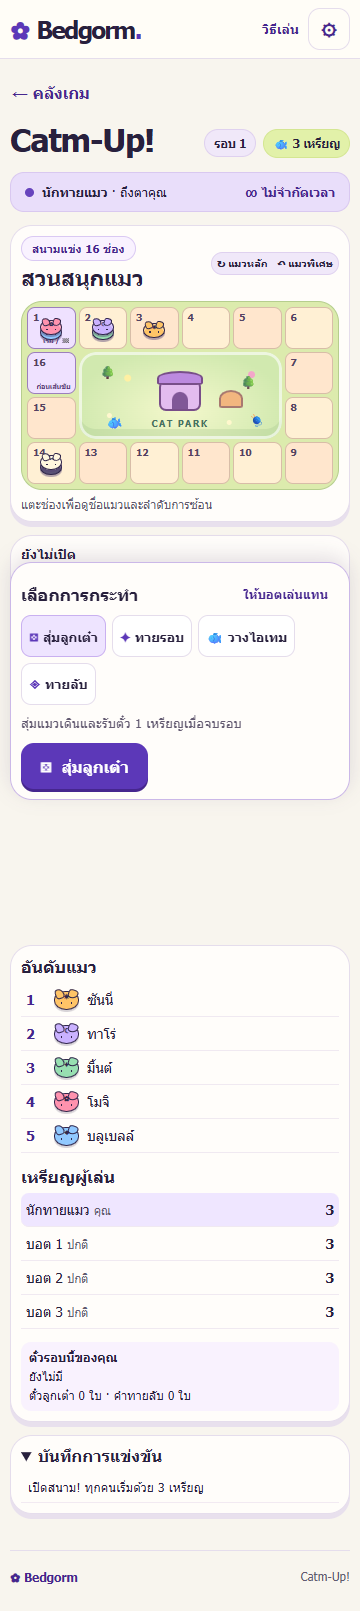 Bedgorm.
วิธีเล่น
← คลังเกม
Catm-Up!
รอบ 1
3 เหรียญ
นักทายแมว · ถึงตาคุณ
∞ ไม่จำกัดเวลา
สนามแข่ง 16 ช่อง
สวนสนุกแมว
↻ แมวหลัก ↶ แมวพิเศษ
1
2
3
4
5
6
16
ก่อนเส้นชัย
7
15
8
CAT PARK
14
13
12
11
10
9
แตะช่องเพื่อดูชื่อแมวและลำดับการซ้อน
ยังไม่เปิด
เลือกการกระทำ
ให้บอตเล่นแทน
สุ่มลูกเต๋า
ทายรอบ
วางไอเทม
ทายลับ
สุ่มแมวเดินและรับตั๋ว 1 เหรียญเมื่อจบรอบ
สุ่มลูกเต๋า
อันดับแมว
1 ซันนี่
2 ทาโร่
3 มิ้นต์
4 โมจิ
5 บลูเบลล์
เหรียญผู้เล่น
นักทายแมว คุณ 3
บอต 1 ปกติ 3
บอต 2 ปกติ 3
บอต 3 ปกติ 3
ตั๋วรอบนี้ของคุณ
ยังไม่มี
ตั๋วลูกเต๋า 0 ใบ · คำทายลับ 0 ใบ
▼ บันทึกการแข่งขัน
เปิดสนาม! ทุกคนเริ่มด้วย 3 เหรียญ
Bedgorm
Catm-Up!